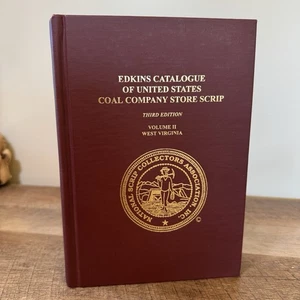 EDKINS CATALOGUE
OF UNITED STATES
COAL COMPANY STORE SCRIP
THIRD EDITION
VOLUME II
WEST VIRGINIA
NATIONAL SCRIP COLLECTORS ASSOCIATION, INC.
©